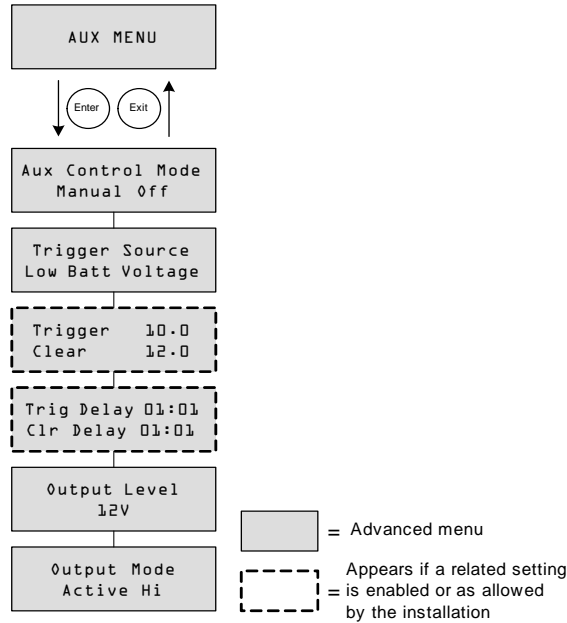 AUX MENU
Enter
Exit
Aux Control Mode
Manual Off
Trigger Source
Low Batt Voltage
Trigger 10.0
Clear 12.0
Trig Delay 01:01
Clr Delay 01:01
Output Level
12V
Output Mode
Active Hi
= Advanced menu
Appears if a related setting
= is enabled or as allowed
by the installation